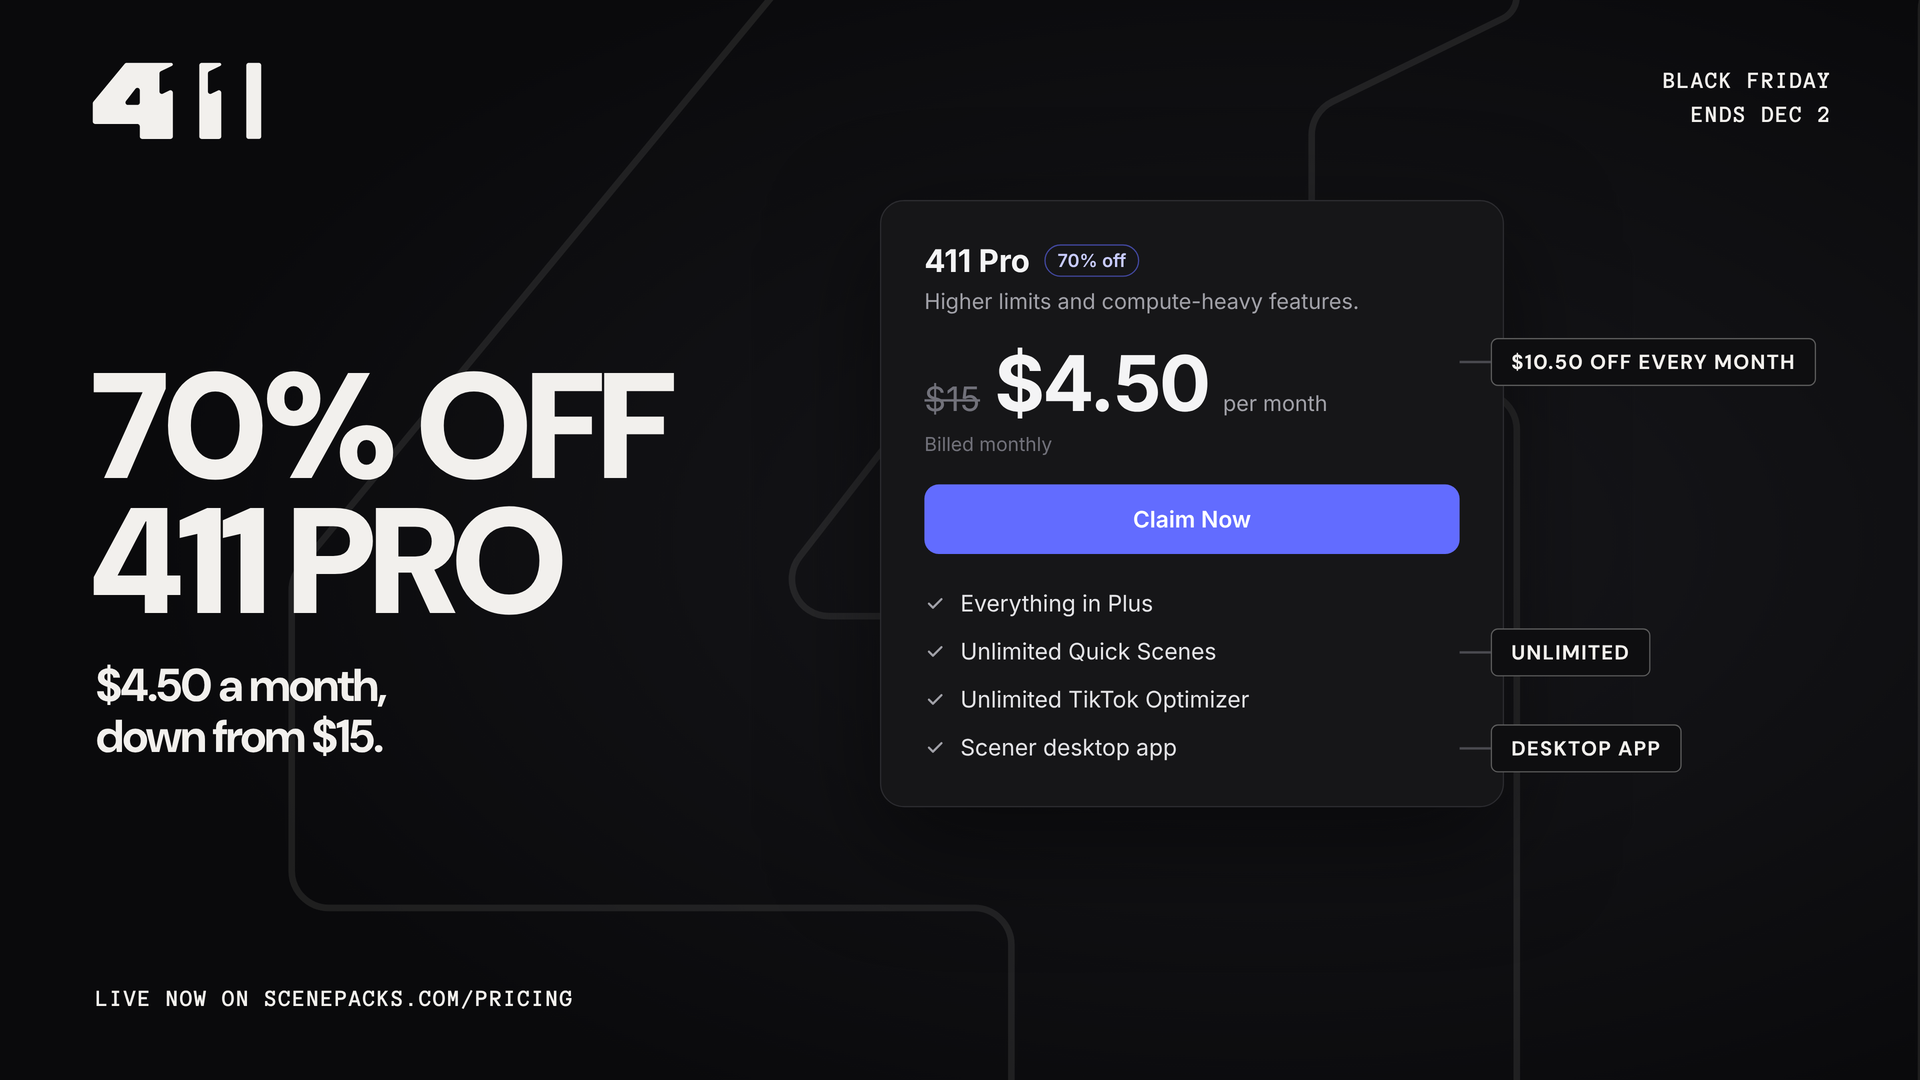 411
BLACK FRIDAY
ENDS DEC 2
70% OFF
411 PRO
$4.50 a month,
down from $15.
411 Pro
70% off
Higher limits and compute-heavy features.
$15 $4.50 per month
$10.50 OFF EVERY MONTH
Billed monthly
Claim Now
Everything in Plus
Unlimited Quick Scenes
UNLIMITED
Unlimited TikTok Optimizer
Scener desktop app
DESKTOP APP
LIVE NOW ON SCENEPACKS.COM/PRICING